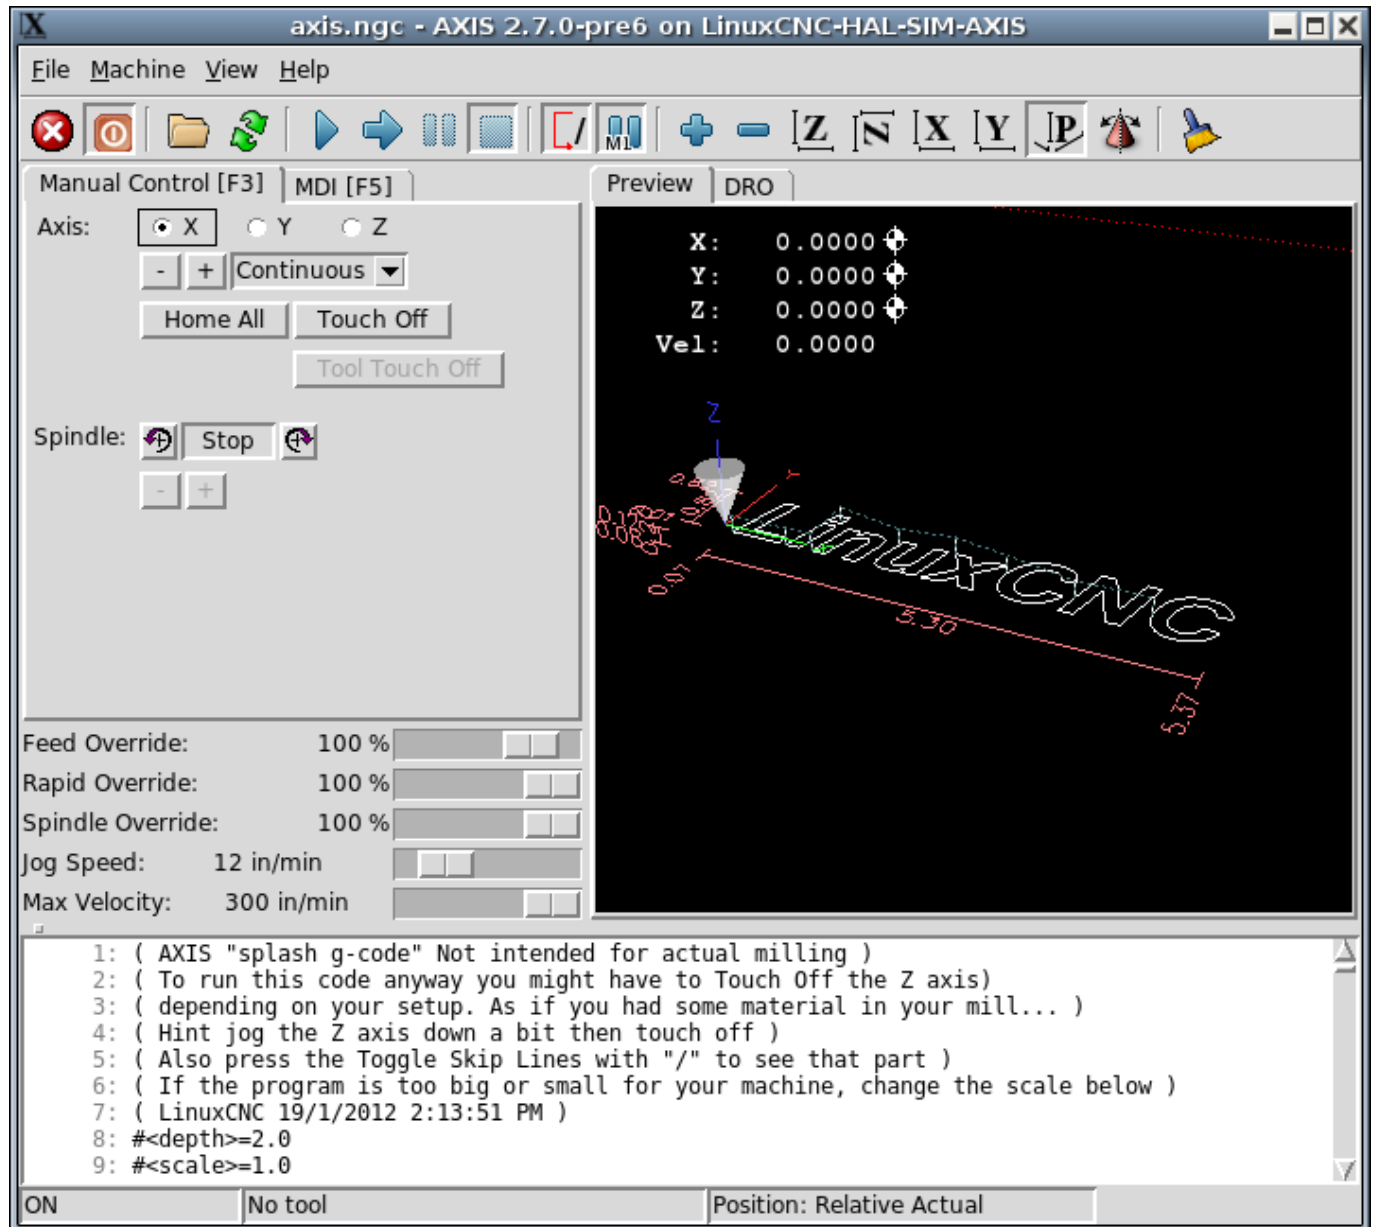 axis.ngc - AXIS 2.7.0-pre6 on LinuxCNC-HAL-SIM-AXIS
File Machine View Help
M1 Z N X Y P
Manual Control [F3] MDI [F5]
Preview DRO
Axis: X Y Z
- + Continuous
Home All Touch Off
Tool Touch Off
Spindle: Stop
- +
X: 0.0000
Y: 0.0000
Z: 0.0000
Vel: 0.0000
Z
Y
LinuxCNC
0.07
5.30
5.37
Feed Override: 100 %
Rapid Override: 100 %
Spindle Override: 100 %
Jog Speed: 12 in/min
Max Velocity: 300 in/min
1: ( AXIS "splash g-code" Not intended for actual milling )
2: ( To run this code anyway you might have to Touch Off the Z axis)
3: ( depending on your setup. As if you had some material in your mill... )
4: ( Hint jog the Z axis down a bit then touch off )
5: ( Also press the Toggle Skip Lines with "/" to see that part )
6: ( If the program is too big or small for your machine, change the scale below )
7: ( LinuxCNC 19/1/2012 2:13:51 PM )
8: #<depth>=2.0
9: #<scale>=1.0
ON No tool Position: Relative Actual